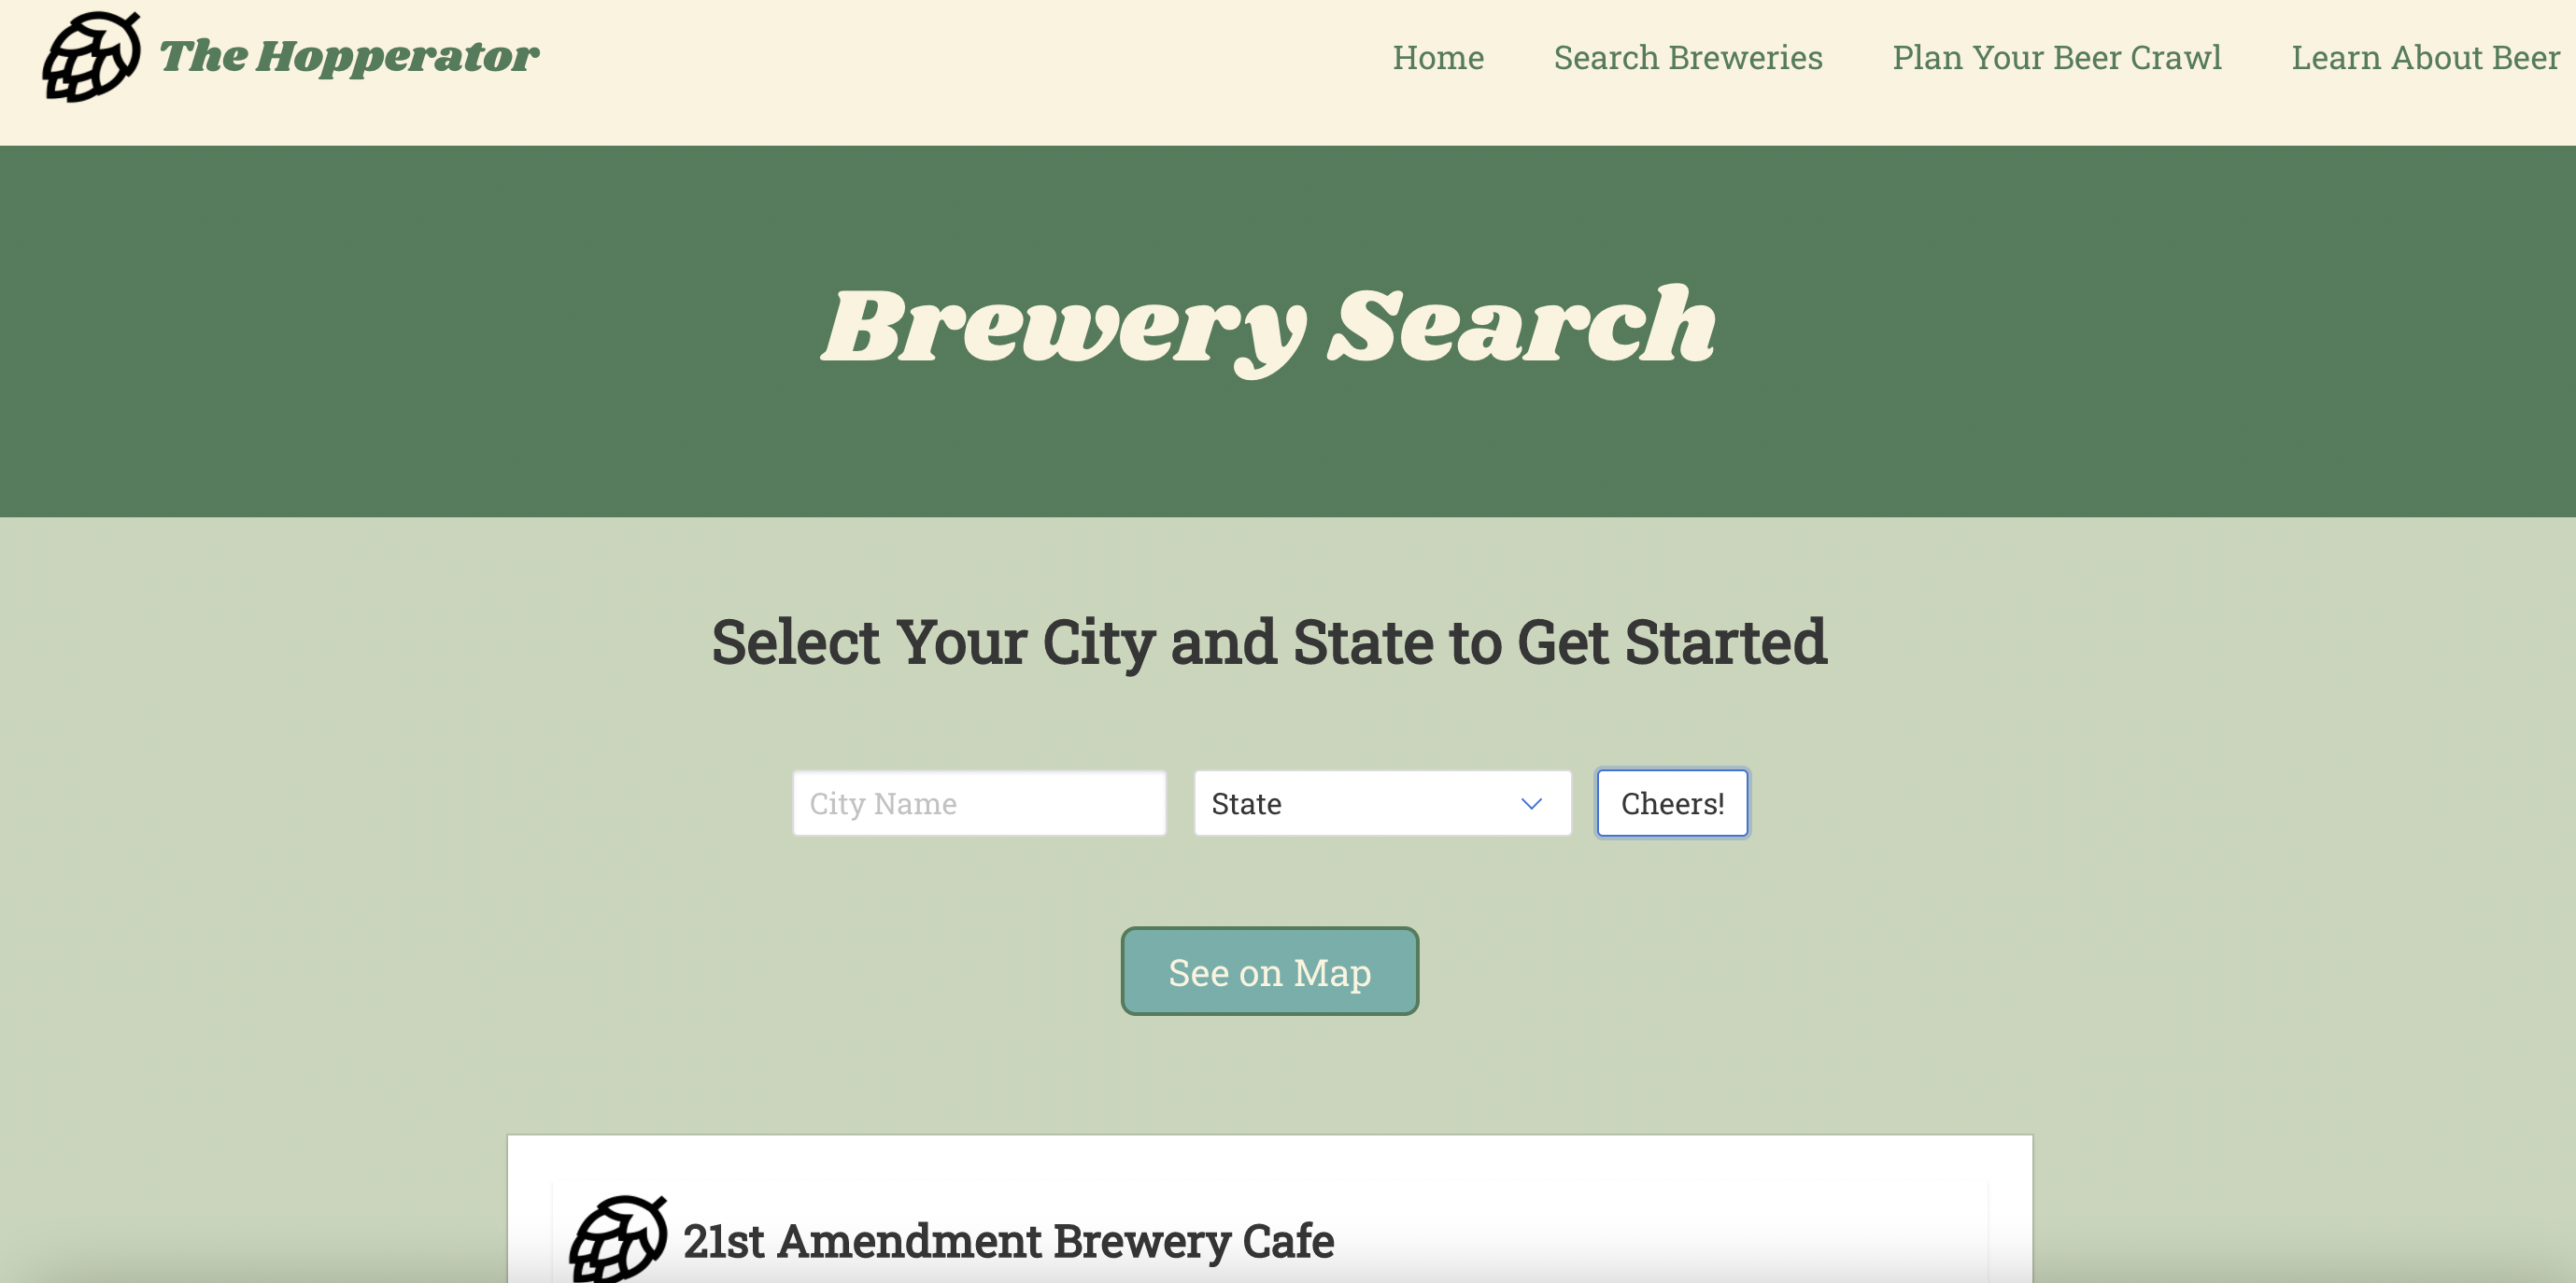 The Hopperator
Home
Search Breweries
Plan Your Beer Crawl
Learn About Beer
Brewery Search
Select Your City and State to Get Started
City Name
State
Cheers!
See on Map
21st Amendment Brewery Cafe